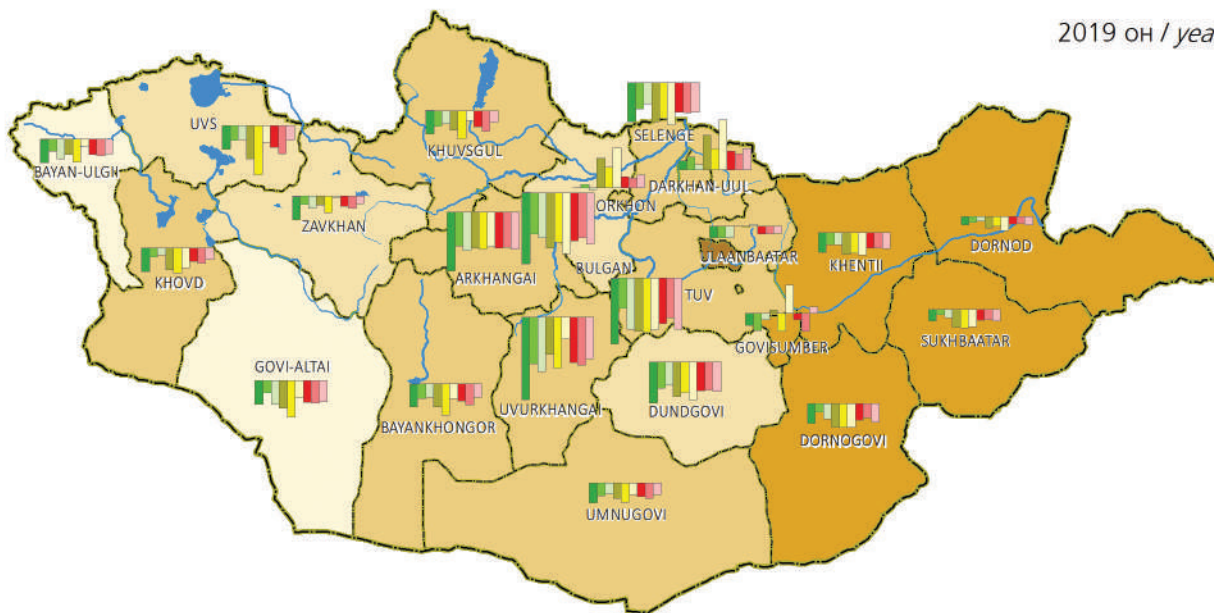 2019 он / yea
UVS
BAYAN-ULGII
KHUVSGUL
SELENGE
DARKHAN-UUL
ORKHON
ZAVKHAN
KHOVD
ARKHANGAI
BULGAN
ULAANBAATAR
KHENTII
DORNOD
TUV
GOVISUMBER
SUKHBAATAR
GOVI-ALTAI
BAYANKHONGOR
UVURKHANGAI
DUNDGOVI
DORNOGOVI
UMNUGOVI